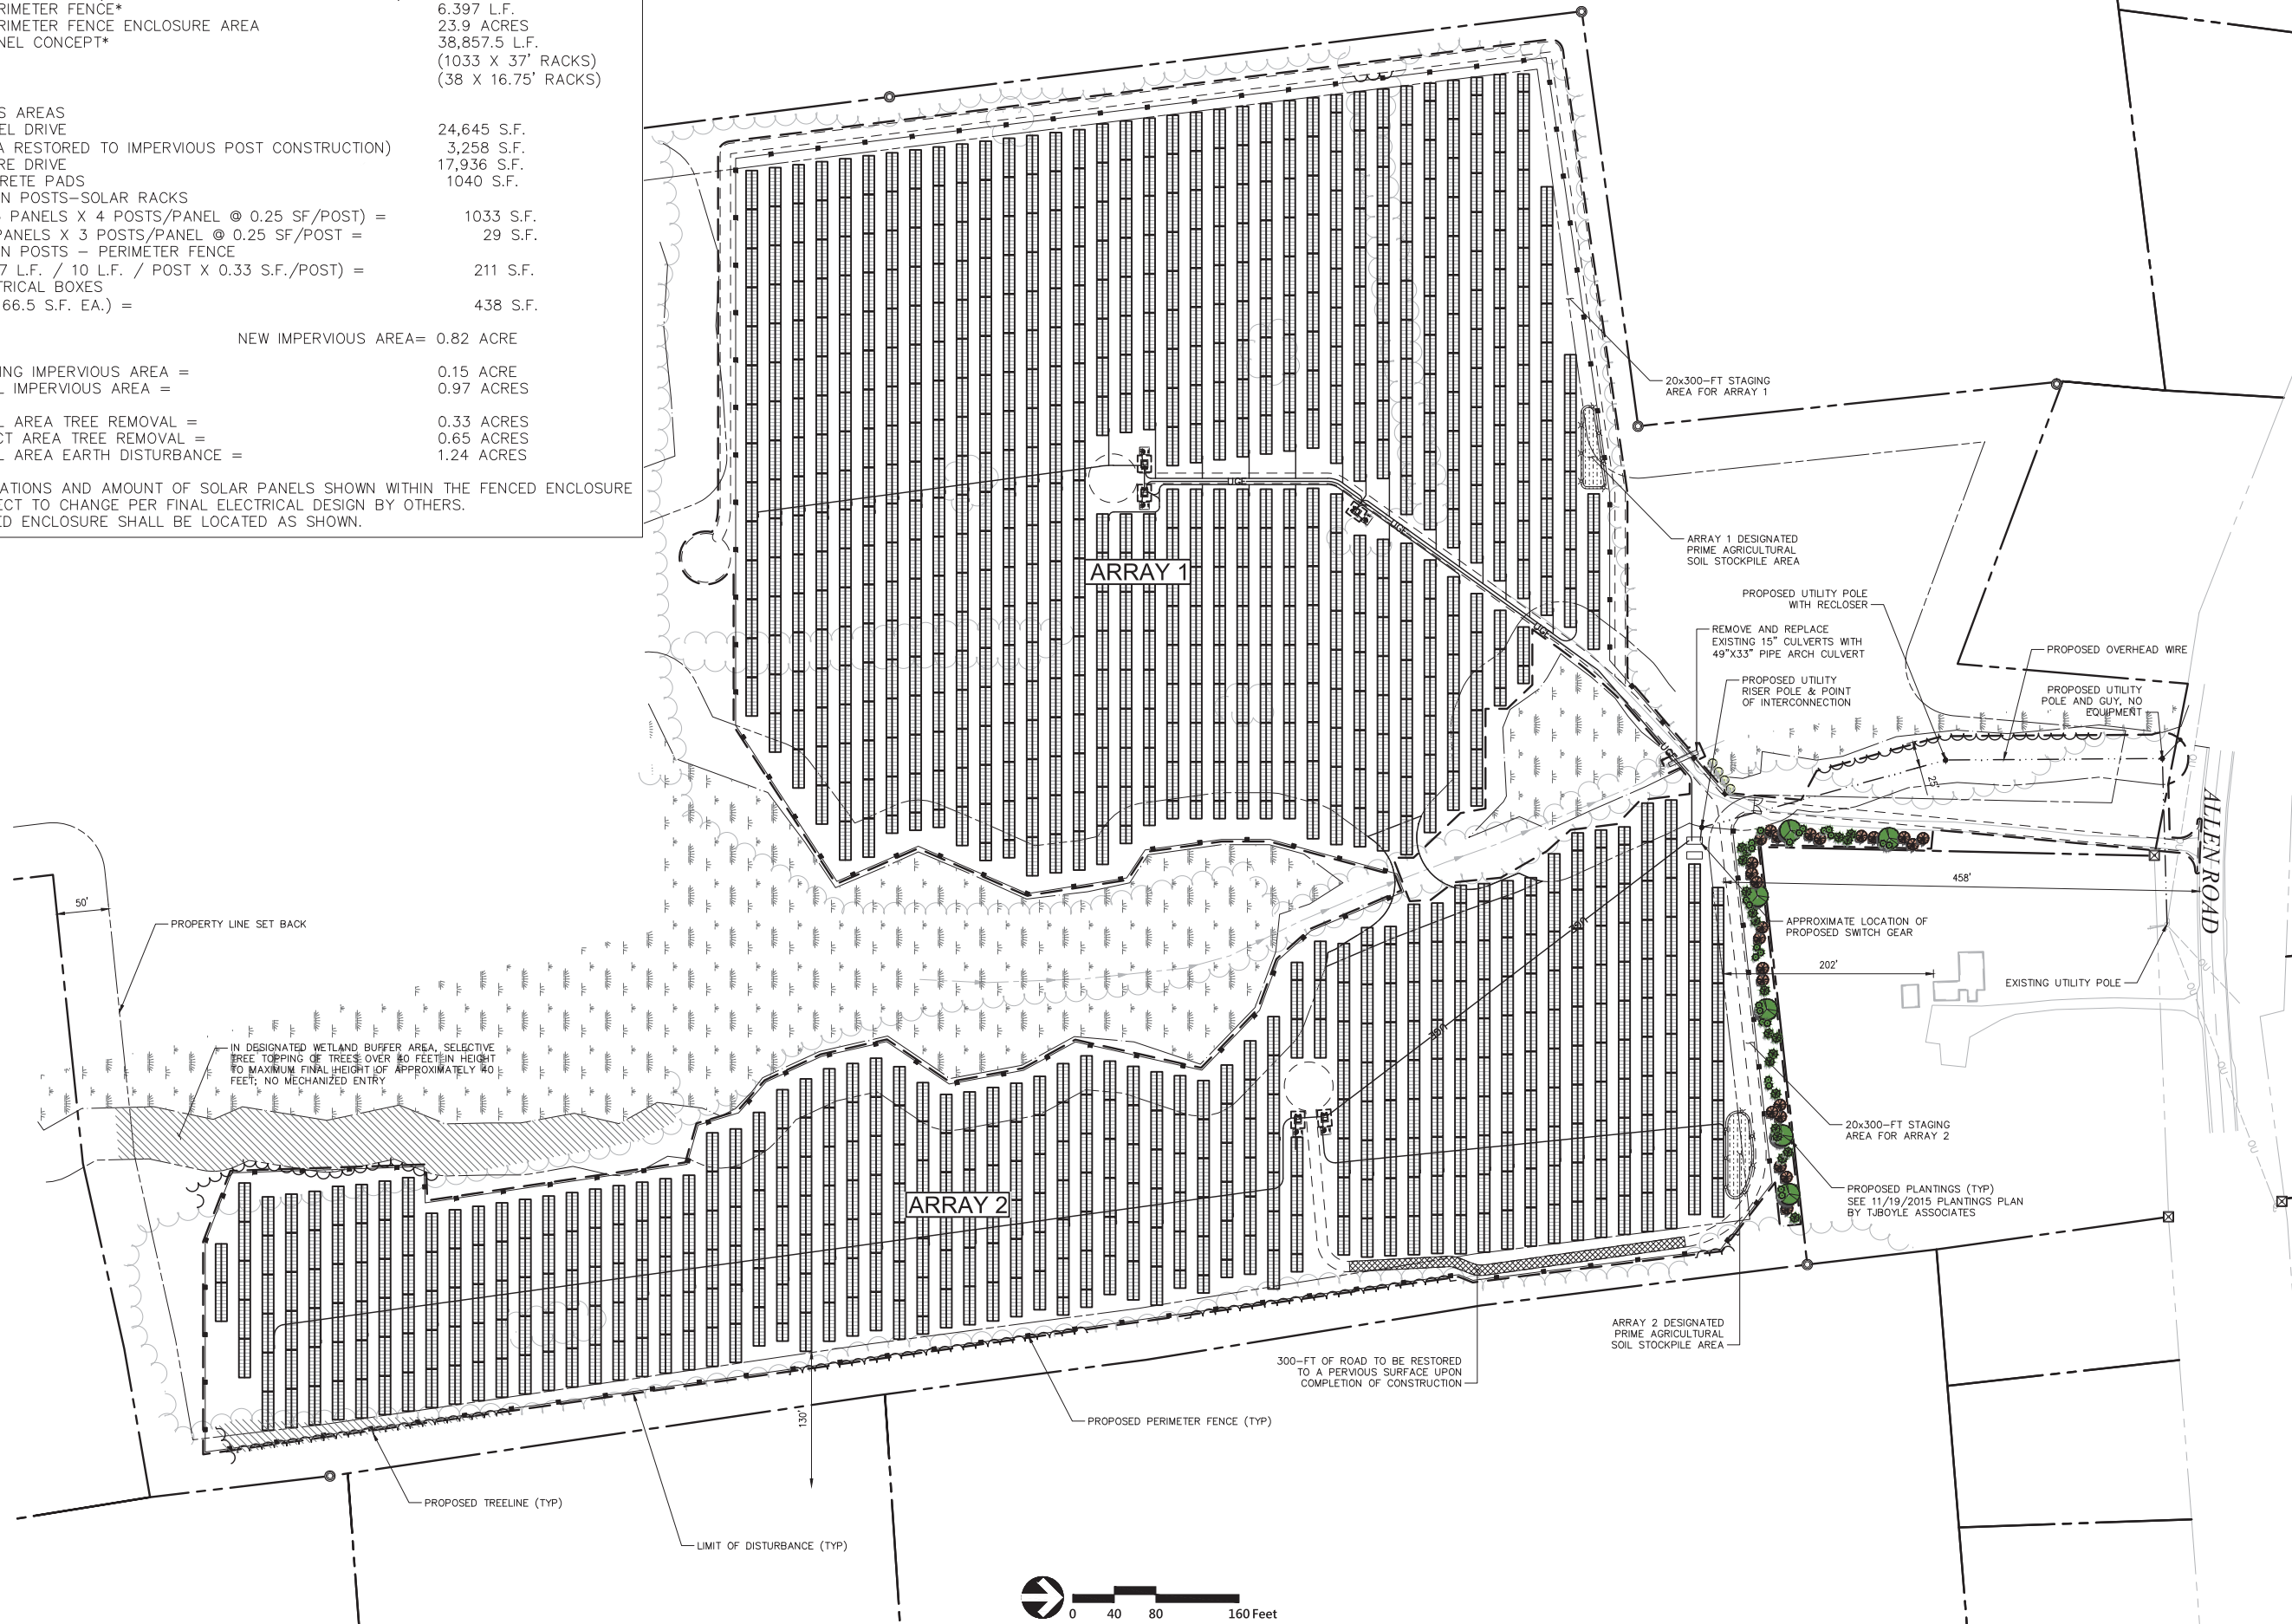 RIMETER FENCE* 6.397 L.F.
RIMETER FENCE ENCLOSURE AREA 23.9 ACRES
NEL CONCEPT* 38,857.5 L.F.
(1033 X 37' RACKS)
(38 X 16.75' RACKS)
S AREAS
EL DRIVE 24,645 S.F.
A RESTORED TO IMPERVIOUS POST CONSTRUCTION) 3,258 S.F.
RE DRIVE 17,936 S.F.
RETE PADS 1040 S.F.
N POSTS-SOLAR RACKS
PANELS X 4 POSTS/PANEL @ 0.25 SF/POST) = 1033 S.F.
PANELS X 3 POSTS/PANEL @ 0.25 SF/POST = 29 S.F.
N POSTS - PERIMETER FENCE
7 L.F. / 10 L.F. / POST X 0.33 S.F./POST) = 211 S.F.
TRICAL BOXES
66.5 S.F. EA.) = 438 S.F.
NEW IMPERVIOUS AREA= 0.82 ACRE
ING IMPERVIOUS AREA = 0.15 ACRE
L IMPERVIOUS AREA = 0.97 ACRES
L AREA TREE REMOVAL = 0.33 ACRES
CT AREA TREE REMOVAL = 0.65 ACRES
L AREA EARTH DISTURBANCE = 1.24 ACRES
ATIONS AND AMOUNT OF SOLAR PANELS SHOWN WITHIN THE FENCED ENCLOSURE
ECT TO CHANGE PER FINAL ELECTRICAL DESIGN BY OTHERS.
ED ENCLOSURE SHALL BE LOCATED AS SHOWN.
20x300-FT STAGING
AREA FOR ARRAY 1
UGE
UGE
ARRAY 1 DESIGNATED
PRIME AGRICULTURAL
SOIL STOCKPILE AREA
ARRAY 1
UGE
PROPOSED UTILITY POLE
WITH RECLOSER
REMOVE AND REPLACE
EXISTING 15" CULVERTS WITH
49"X33" PIPE ARCH CULVERT
PROPOSED OVERHEAD WIRE
PROPOSED UTILITY
RISER POLE & POINT
OF INTERCONNECTION
PROPOSED UTILITY
POLE AND GUY, NO
EQUIPMENT
UGE
25'
OU
ALLEN ROAD
458'
50'
PROPERTY LINE SET BACK
APPROXIMATE LOCATION OF
PROPOSED SWITCH GEAR
202'
OU
EXISTING UTILITY POLE
OU
IN DESIGNATED WETLAND BUFFER AREA, SELECTIVE
TREE TOPPING OF TREES OVER 40 FEET IN HEIGHT
TO MAXIMUM FINAL HEIGHT OF APPROXIMATELY 40
FEET; NO MECHANIZED ENTRY
390
OU
20x300-FT STAGING
AREA FOR ARRAY 2
OU
PROPOSED PLANTINGS (TYP)
SEE 11/19/2015 PLANTINGS PLAN
BY TJBOYLE ASSOCIATES
ARRAY 2
ARRAY 2 DESIGNATED
PRIME AGRICULTURAL
SOIL STOCKPILE AREA
300-FT OF ROAD TO BE RESTORED
TO A PERVIOUS SURFACE UPON
COMPLETION OF CONSTRUCTION
130'
PROPOSED PERIMETER FENCE (TYP)
PROPOSED TREELINE (TYP)
LIMIT OF DISTURBANCE (TYP)
0 40 80 160 Feet